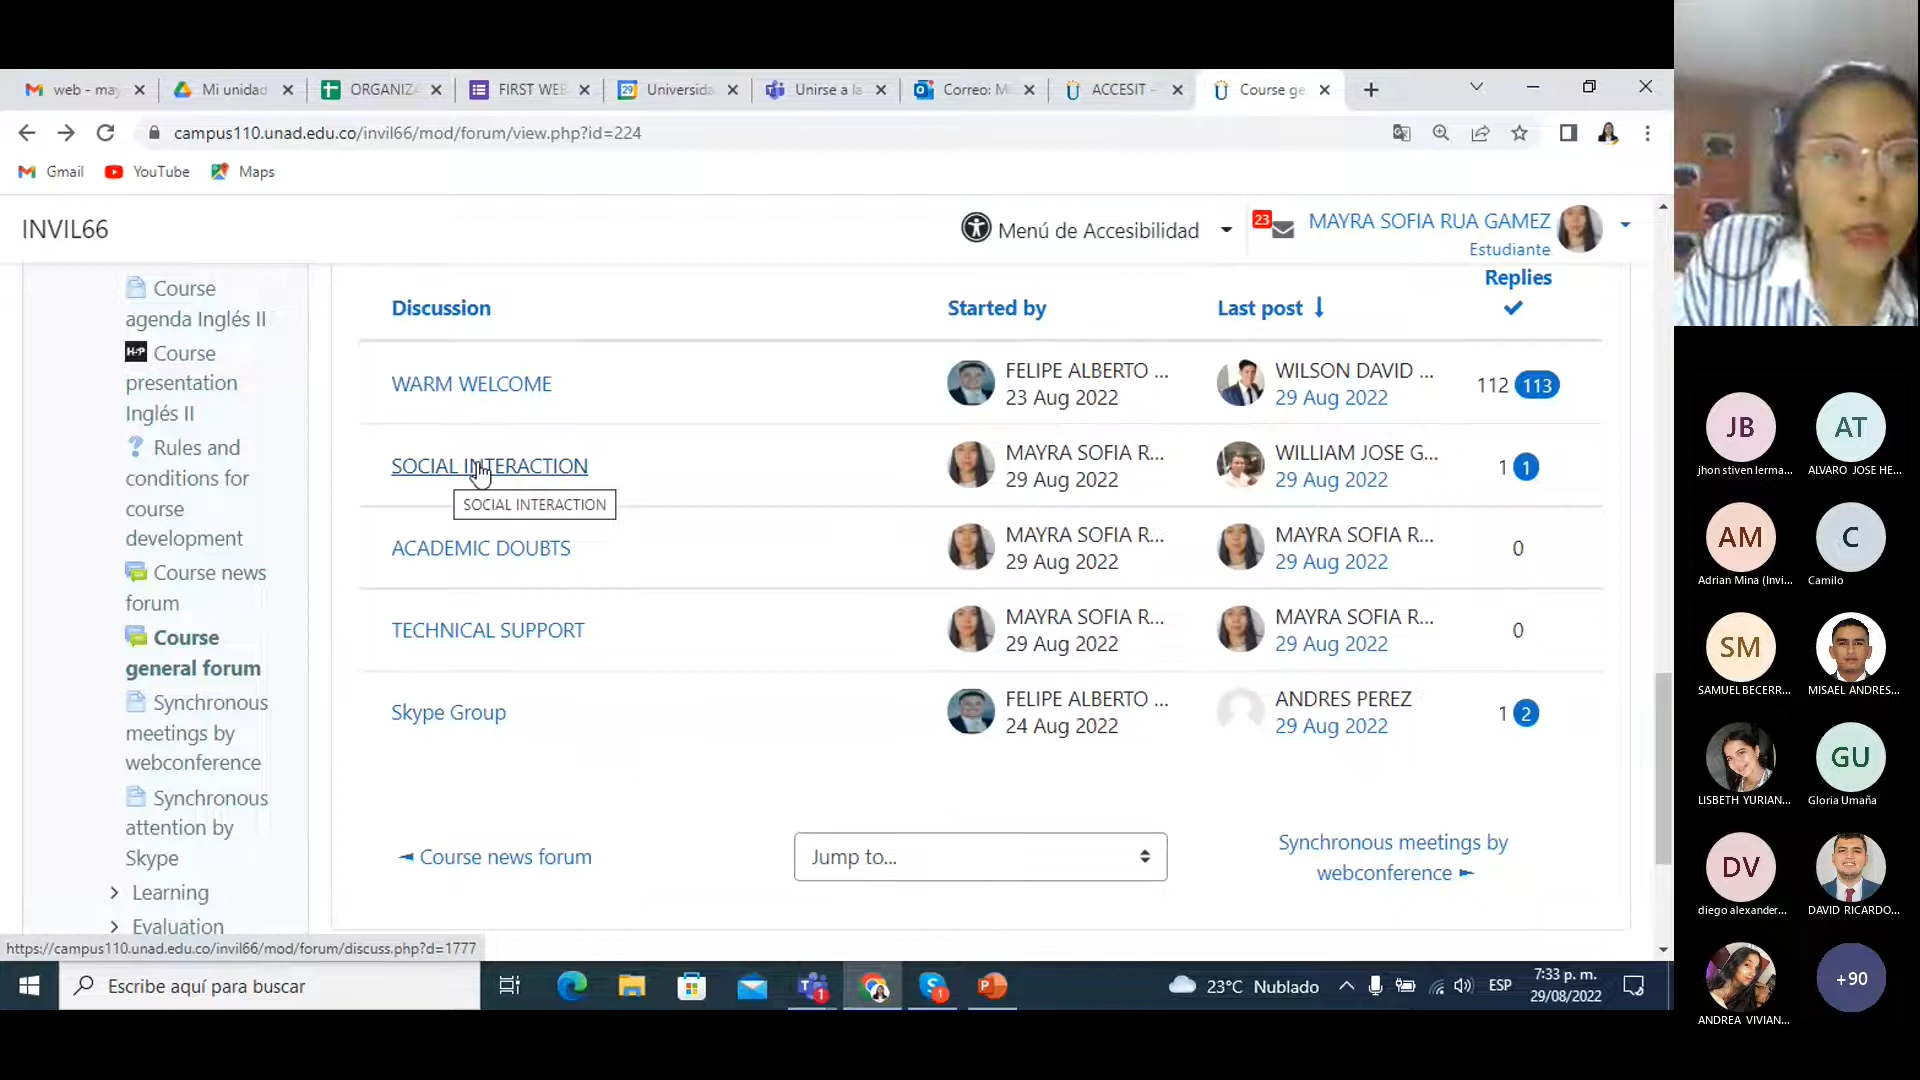 web - may
Mi unidad
ORGANIZA
FIRST WEB
Universida
Unirse a la
Correo: M
ACCESIT -
Course ge
campus110.unad.edu.co/invil66/mod/forum/view.php?id=224
Gmail YouTube Maps
INVIL66
Menú de Accesibilidad
23
MAYRA SOFIA RUA GAMEZ
Estudiante
Course
agenda Inglés II
H-P Course
presentation
Inglés II
Rules and
conditions for
course
development
Course news
forum
Course
general forum
Synchronous
meetings by
webconference
Synchronous
attention by
Skype
Learning
Evaluation
Discussion Started by Last post Replies
WARM WELCOME
FELIPE ALBERTO ...
23 Aug 2022
WILSON DAVID ...
29 Aug 2022
112 113
SOCIAL INTERACTION
SOCIAL INTERACTION
MAYRA SOFIA R...
29 Aug 2022
WILLIAM JOSE G...
29 Aug 2022
1 1
ACADEMIC DOUBTS
MAYRA SOFIA R...
29 Aug 2022
MAYRA SOFIA R...
29 Aug 2022
0
TECHNICAL SUPPORT
MAYRA SOFIA R...
29 Aug 2022
MAYRA SOFIA R...
29 Aug 2022
0
Skype Group
FELIPE ALBERTO ...
24 Aug 2022
ANDRES PEREZ
29 Aug 2022
1 2
Course news forum
Jump to...
Synchronous meetings by
webconference
https://campus110.unad.edu.co/invil66/mod/forum/discuss.php?d=1777
Escribe aquí para buscar
1
1
23°C Nublado
ESP
7:33 p. m.
29/08/2022
JB
jhon stiven lerma...
AT
ALVARO JOSE HE...
AM
Adrian Mina (Invi...
C
Camilo
SM
SAMUEL BECERR...
MISAEL ANDRES...
LISBETH YURIAN...
GU
Gloria Umaña
DV
diego alexander...
DAVID RICARDO...
ANDREA VIVIAN...
+90